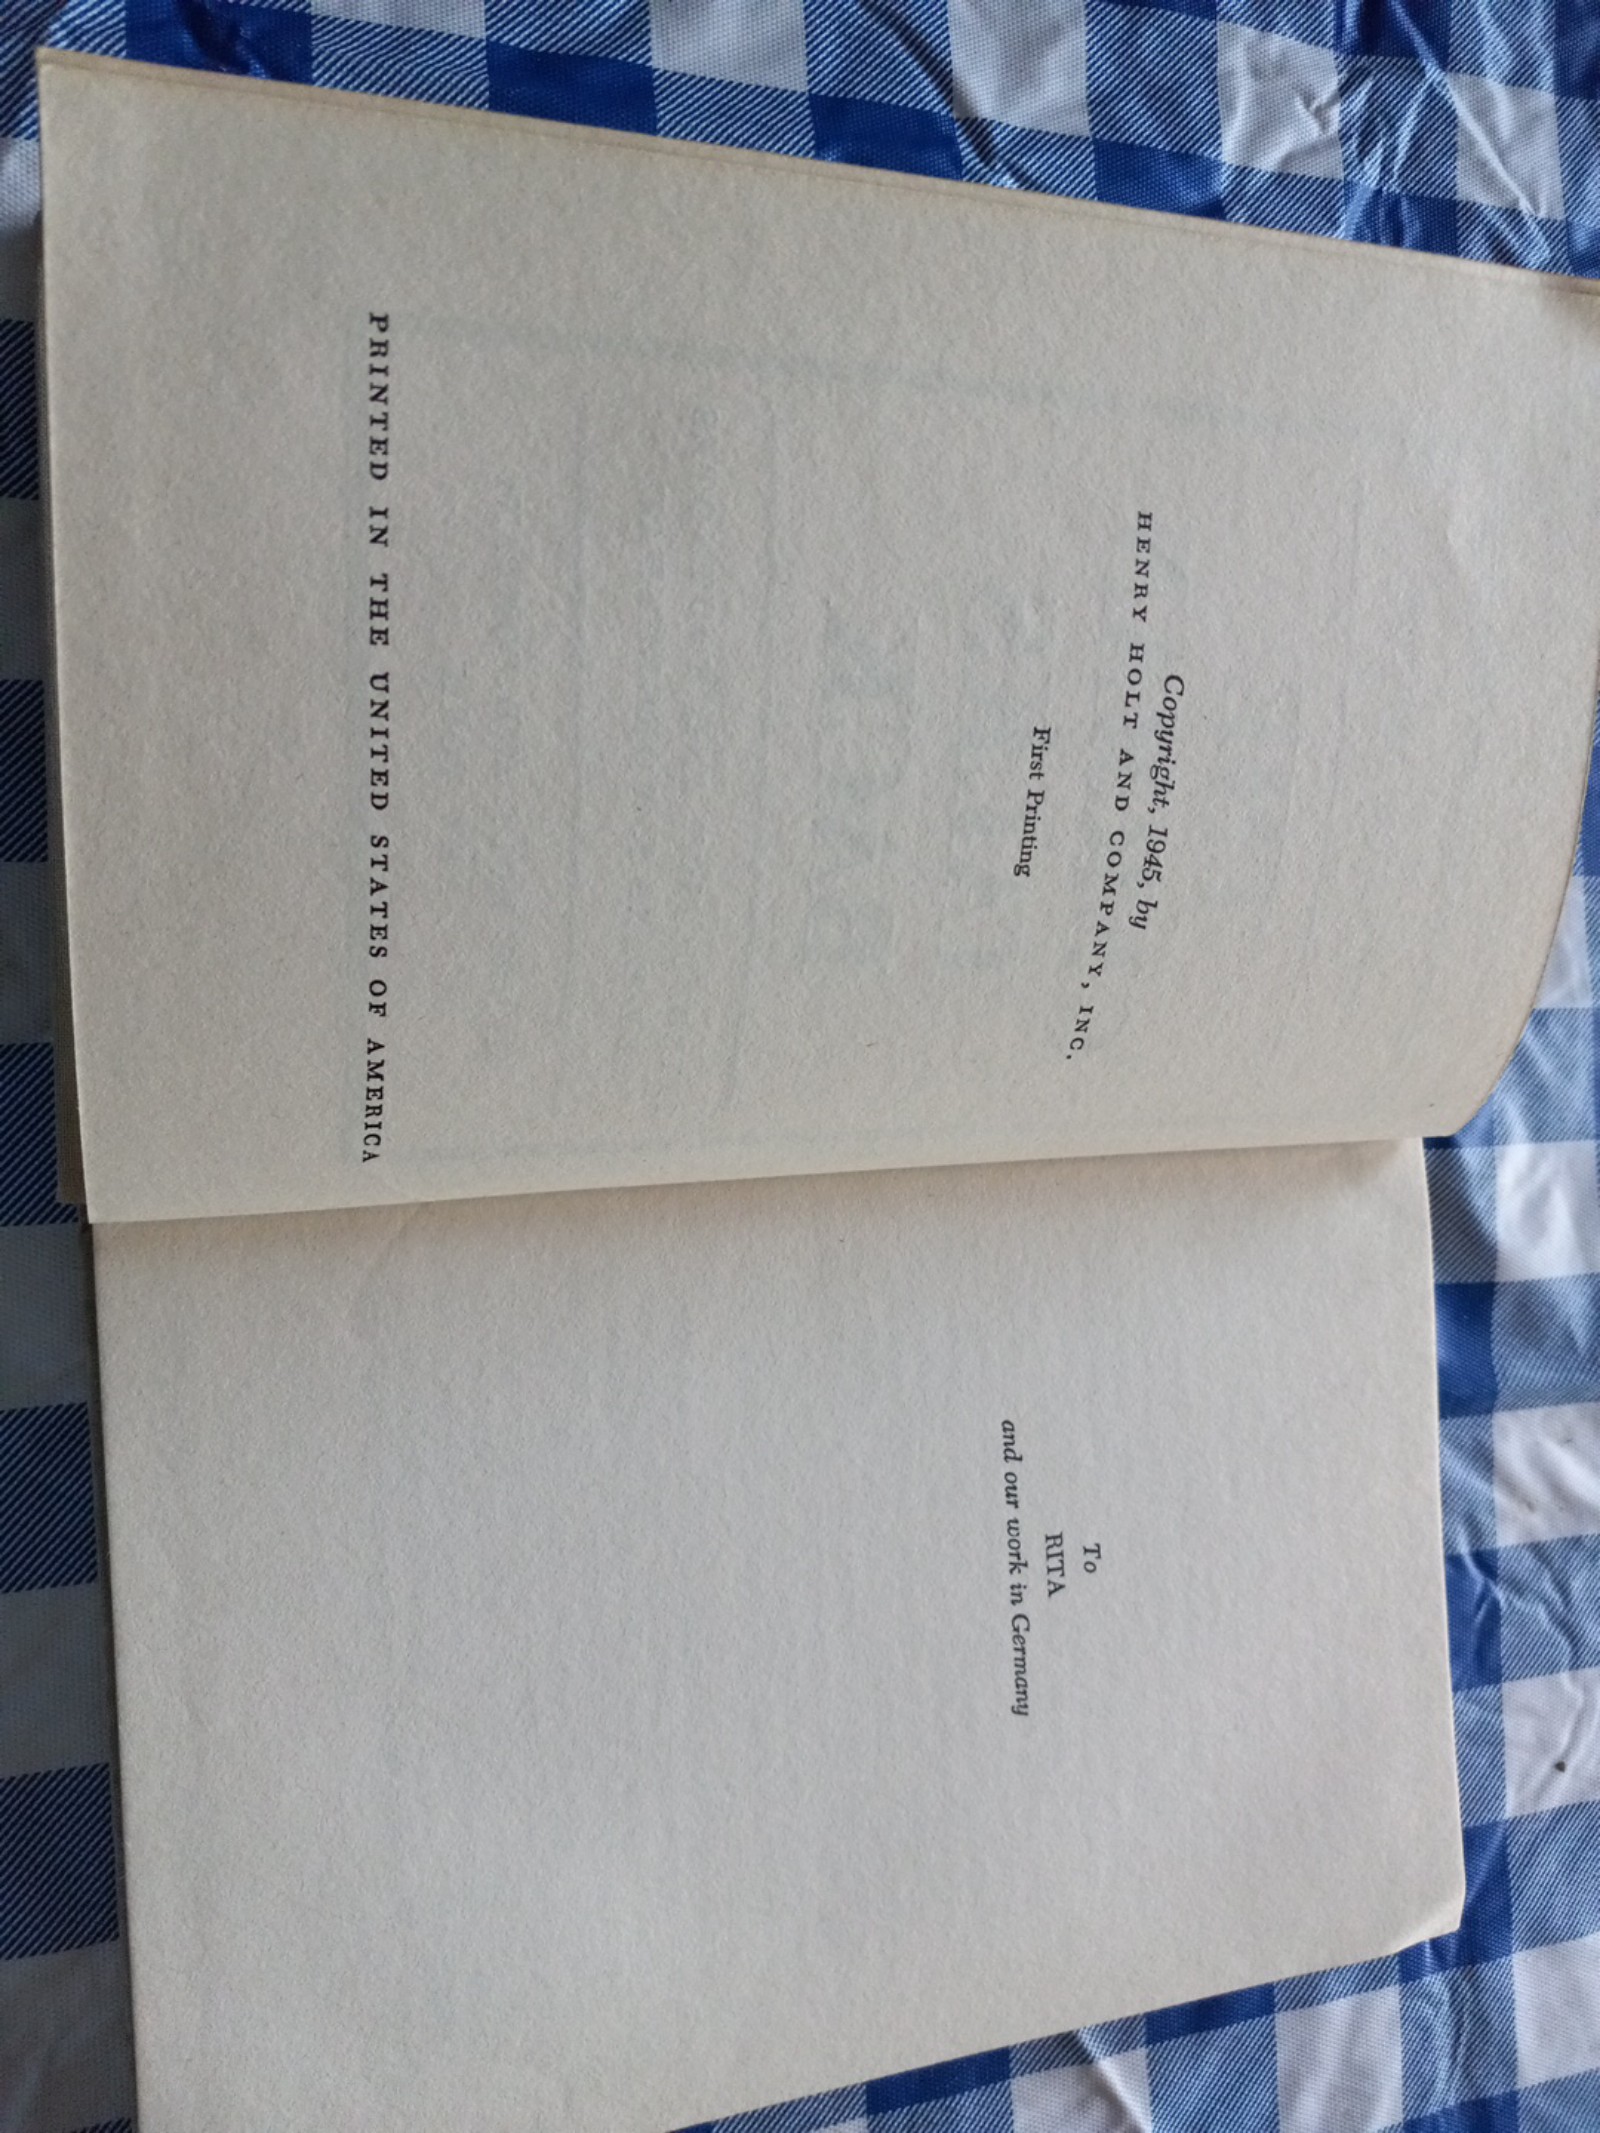 Copyright, 1945, by
HENRY HOLT AND COMPANY, INC.
First Printing
PRINTED IN THE UNITED STATES OF AMERICA
To
RITA
and our work in Germany